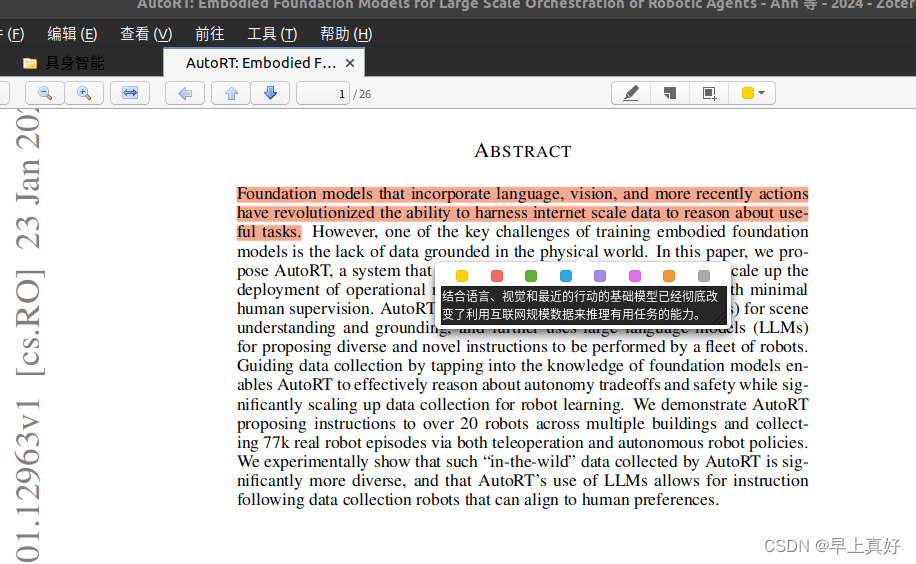 AutoRT: Embodied Foundation Models for Large Scale Orchestration of Robotic Agents - Ahn 等 - 2024 - Zoter
(F) 编辑 (E) 查看 (V) 前往 工具 (T) 帮助 (H)
具身智能 AutoRT: Embodied F... ×
1 / 26
01.12963v1 [cs.RO] 23 Jan 202
ABSTRACT
Foundation models that incorporate language, vision, and more recently actions
have revolutionized the ability to harness internet scale data to reason about use-
ful tasks. However, one of the key challenges of training embodied foundation
models is the lack of data grounded in the physical world. In this paper, we pro-
pose AutoRT, a system that cale up the
deployment of operational th minimal
human supervision. AutoRT s) for scene
understanding and grounding, and further uses large language models (LLMs)
for proposing diverse and novel instructions to be performed by a fleet of robots.
Guiding data collection by tapping into the knowledge of foundation models en-
ables AutoRT to effectively reason about autonomy tradeoffs and safety while sig-
nificantly scaling up data collection for robot learning. We demonstrate AutoRT
proposing instructions to over 20 robots across multiple buildings and collect-
ing 77k real robot episodes via both teleoperation and autonomous robot policies.
We experimentally show that such “in-the-wild” data collected by AutoRT is sig-
nificantly more diverse, and that AutoRT’s use of LLMs allows for instruction
following data collection robots that can align to human preferences.
结合语言、视觉和最近的行动的基础模型已经彻底改
变了利用互联网规模数据来推理有用任务的能力。
CSDN @早上真好